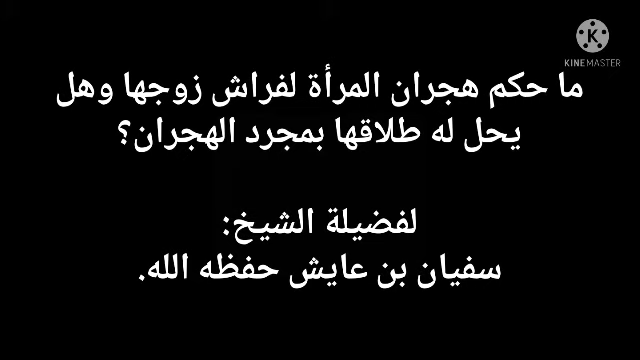 KINEMASTER
ما حكم هجران المرأة لفراش زوجها وهل
يحل له طلاقها بمجرد الهجران؟
لفضيلة الشيخ:
سفيان بن عايش حفظه الله.